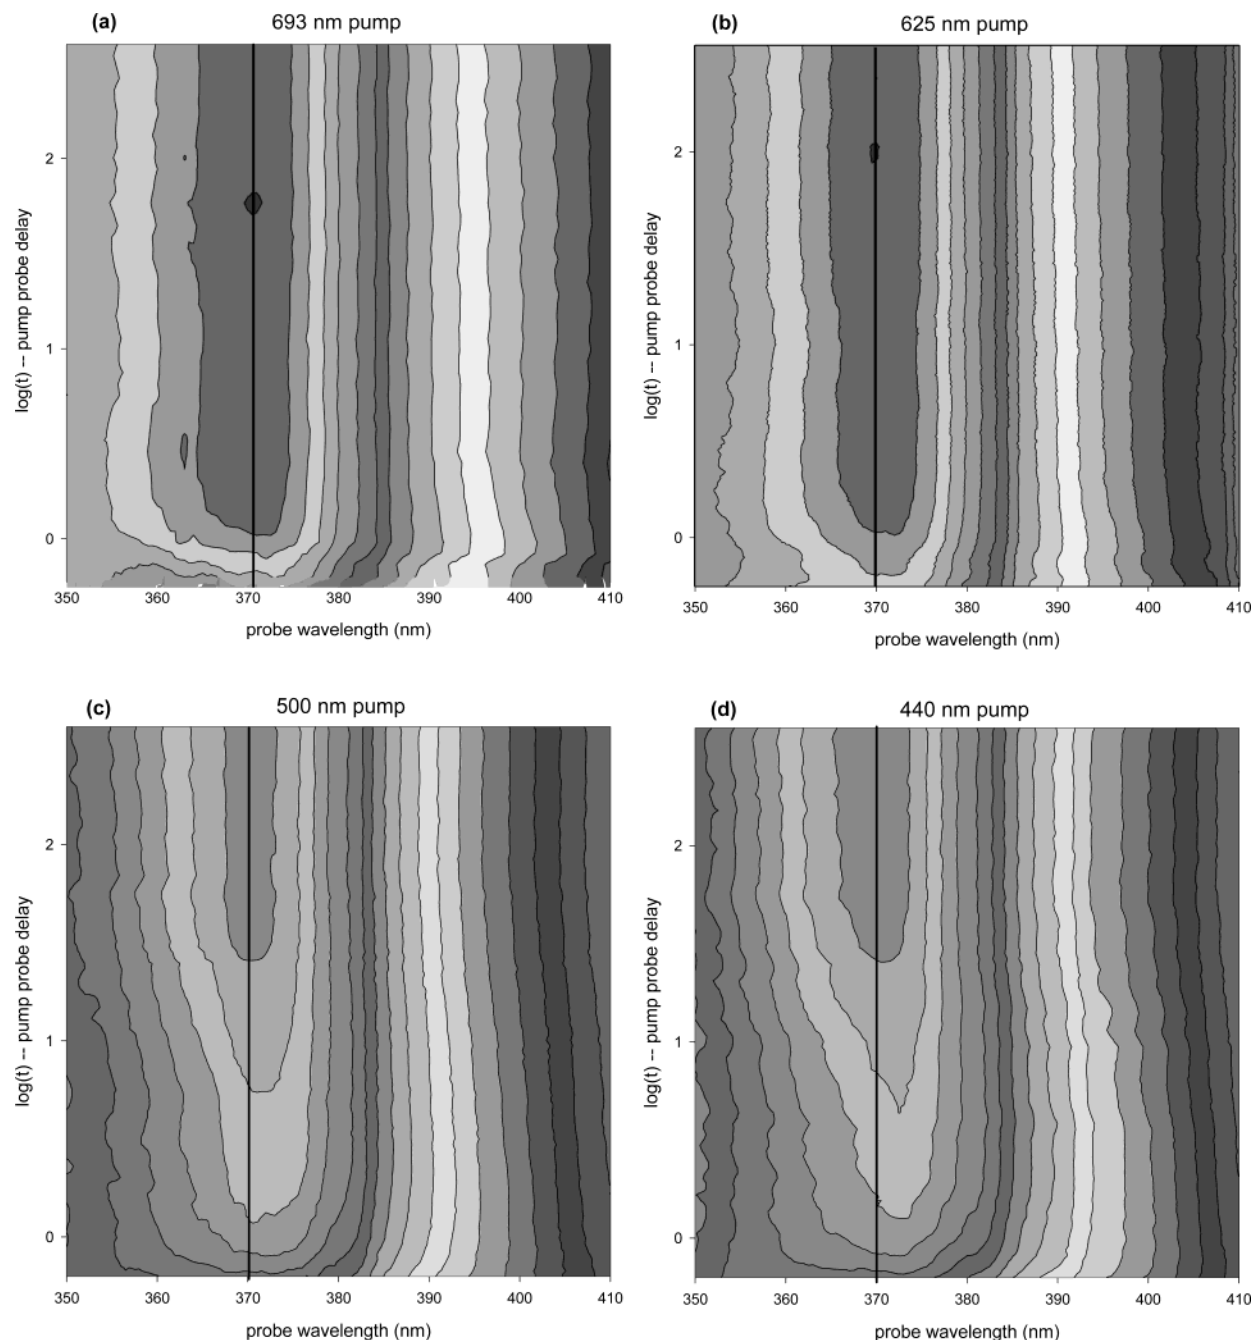 (a) 693 nm pump
(b) 625 nm pump
log(t) -- pump probe delay
2
1
0
350 360 370 380 390 400 410
probe wavelength (nm)
log(t) -- pump probe delay
2
1
0
350 360 370 380 390 400 410
probe wavelength (nm)
(c) 500 nm pump
(d) 440 nm pump
log(t) -- pump probe delay
2
1
0
350 360 370 380 390 400 410
probe wavelength (nm)
log(t) -- pump probe delay
2
1
0
350 360 370 380 390 400 410
probe wavelength (nm)